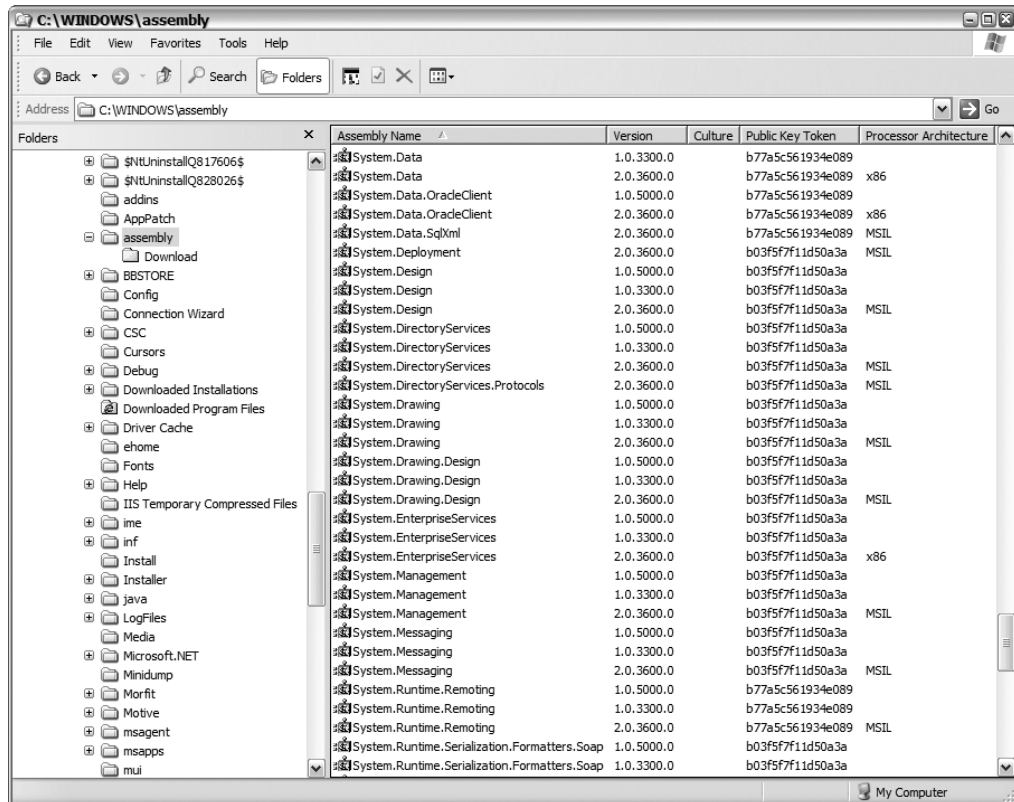 C:\WINDOWS\assembly
File Edit View Favorites Tools Help
Back Search Folders
Address C:\WINDOWS\assembly Go
Folders
$NtUninstallQ817606$
$NtUninstallQ828026$
addins
AppPatch
assembly
Download
BBSTORE
Config
Connection Wizard
CSC
Cursors
Debug
Downloaded Installations
Downloaded Program Files
Driver Cache
ehome
Fonts
Help
IIS Temporary Compressed Files
ime
inf
Install
Installer
java
LogFiles
Media
Microsoft.NET
Minidump
Morfit
Motive
msagent
msapps
mui
Assembly Name Version Culture Public Key Token Processor Architecture
System.Data 1.0.3300.0 b77a5c561934e089
System.Data 2.0.3600.0 b77a5c561934e089 x86
System.Data.OracleClient 1.0.5000.0 b77a5c561934e089
System.Data.OracleClient 2.0.3600.0 b77a5c561934e089 x86
System.Data.SqlXml 2.0.3600.0 b77a5c561934e089 MSIL
System.Deployment 2.0.3600.0 b03f5f7f11d50a3a MSIL
System.Design 1.0.5000.0 b03f5f7f11d50a3a
System.Design 1.0.3300.0 b03f5f7f11d50a3a
System.Design 2.0.3600.0 b03f5f7f11d50a3a MSIL
System.DirectoryServices 1.0.5000.0 b03f5f7f11d50a3a
System.DirectoryServices 1.0.3300.0 b03f5f7f11d50a3a
System.DirectoryServices 2.0.3600.0 b03f5f7f11d50a3a MSIL
System.DirectoryServices.Protocols 2.0.3600.0 b03f5f7f11d50a3a MSIL
System.Drawing 1.0.5000.0 b03f5f7f11d50a3a
System.Drawing 1.0.3300.0 b03f5f7f11d50a3a
System.Drawing 2.0.3600.0 b03f5f7f11d50a3a MSIL
System.Drawing.Design 1.0.5000.0 b03f5f7f11d50a3a
System.Drawing.Design 1.0.3300.0 b03f5f7f11d50a3a
System.Drawing.Design 2.0.3600.0 b03f5f7f11d50a3a MSIL
System.EnterpriseServices 1.0.5000.0 b03f5f7f11d50a3a
System.EnterpriseServices 1.0.3300.0 b03f5f7f11d50a3a
System.EnterpriseServices 2.0.3600.0 b03f5f7f11d50a3a x86
System.Management 1.0.5000.0 b03f5f7f11d50a3a
System.Management 1.0.3300.0 b03f5f7f11d50a3a
System.Management 2.0.3600.0 b03f5f7f11d50a3a MSIL
System.Messaging 1.0.5000.0 b03f5f7f11d50a3a
System.Messaging 1.0.3300.0 b03f5f7f11d50a3a
System.Messaging 2.0.3600.0 b03f5f7f11d50a3a MSIL
System.Runtime.Remoting 1.0.5000.0 b77a5c561934e089
System.Runtime.Remoting 1.0.3300.0 b77a5c561934e089
System.Runtime.Remoting 2.0.3600.0 b77a5c561934e089 MSIL
System.Runtime.Serialization.Formatters.Soap 1.0.5000.0 b03f5f7f11d50a3a
System.Runtime.Serialization.Formatters.Soap 1.0.3300.0 b03f5f7f11d50a3a
My Computer